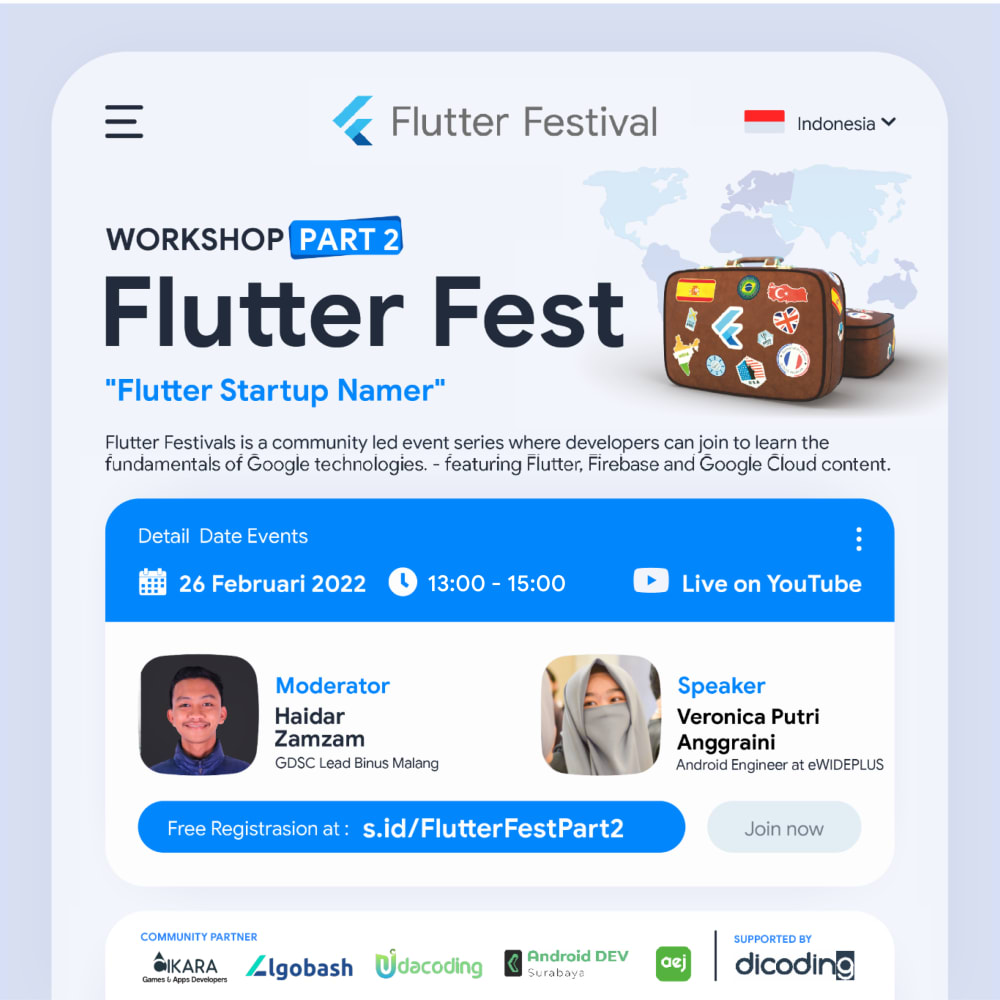 Flutter Festival
Indonesia
WORKSHOP PART 2
Flutter Fest
"Flutter Startup Namer"
Flutter Festivals is a community led event series where developers can join to learn the
fundamentals of Google technologies. - featuring Flutter, Firebase and Google Cloud content.
Detail Date Events
26 Februari 2022
13:00 - 15:00
Live on YouTube
Moderator
Haidar
Zamzam
GDSC Lead Binus Malang
Speaker
Veronica Putri
Anggraini
Android Engineer at eWIDEPLUS
Free Registrasion at : s.id/FlutterFestPart2
Join now
COMMUNITY PARTNER
IKARA
Games & Apps Developers
Algobash
Udacoding
Android DEV
Surabaya
aej
SUPPORTED BY
dicoding